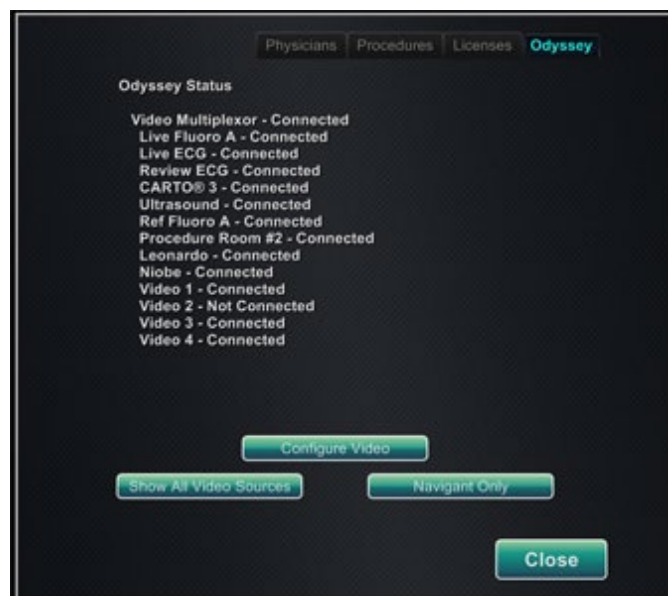 Physicians Procedures Licenses Odyssey
Odyssey Status
Video Multiplexor - Connected
Live Fluoro A - Connected
Live ECG - Connected
Review ECG - Connected
CARTO® 3 - Connected
Ultrasound - Connected
Ref Fluoro A - Connected
Procedure Room #2 - Connected
Leonardo - Connected
Niobe - Connected
Video 1 - Connected
Video 2 - Not Connected
Video 3 - Connected
Video 4 - Connected
Configure Video
Show All Video Sources Navigant Only
Close